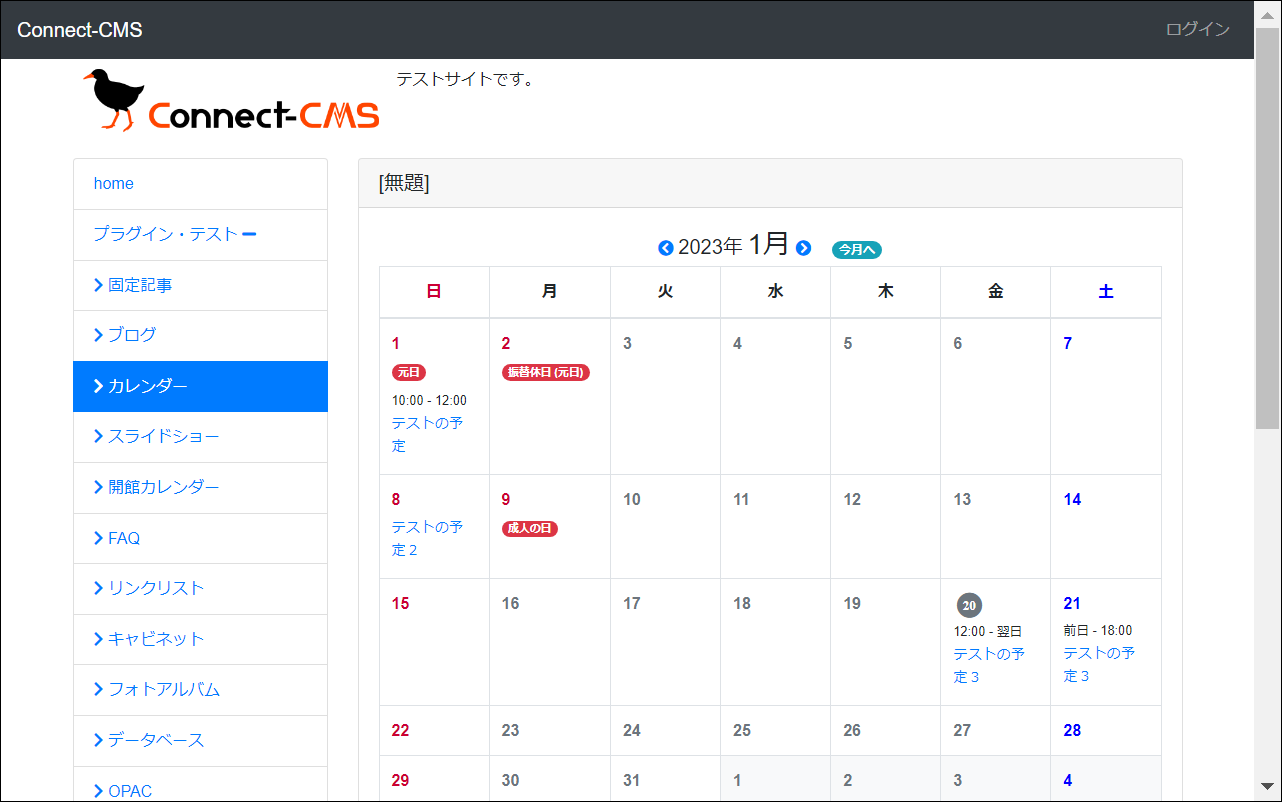 Connect-CMS
ログイン
Connect-CMS
テストサイトです。
home
プラグイン・テスト
固定記事
ブログ
カレンダー
スライドショー
開館カレンダー
FAQ
リンクリスト
キャビネット
フォトアルバム
データベース
OPAC
[無題]
2023年 1月 今月へ
日 月 火 水 木 金 土
1 2 3 4 5 6 7
元日 振替休日 (元日)
10:00 - 12:00
テストの予
定
8 9 10 11 12 13 14
テストの予 成人の日
定 2
15 16 17 18 19 20 21
12:00 - 翌日 前日 - 18:00
テストの予 テストの予
定 3 定 3
22 23 24 25 26 27 28
29 30 31 1 2 3 4